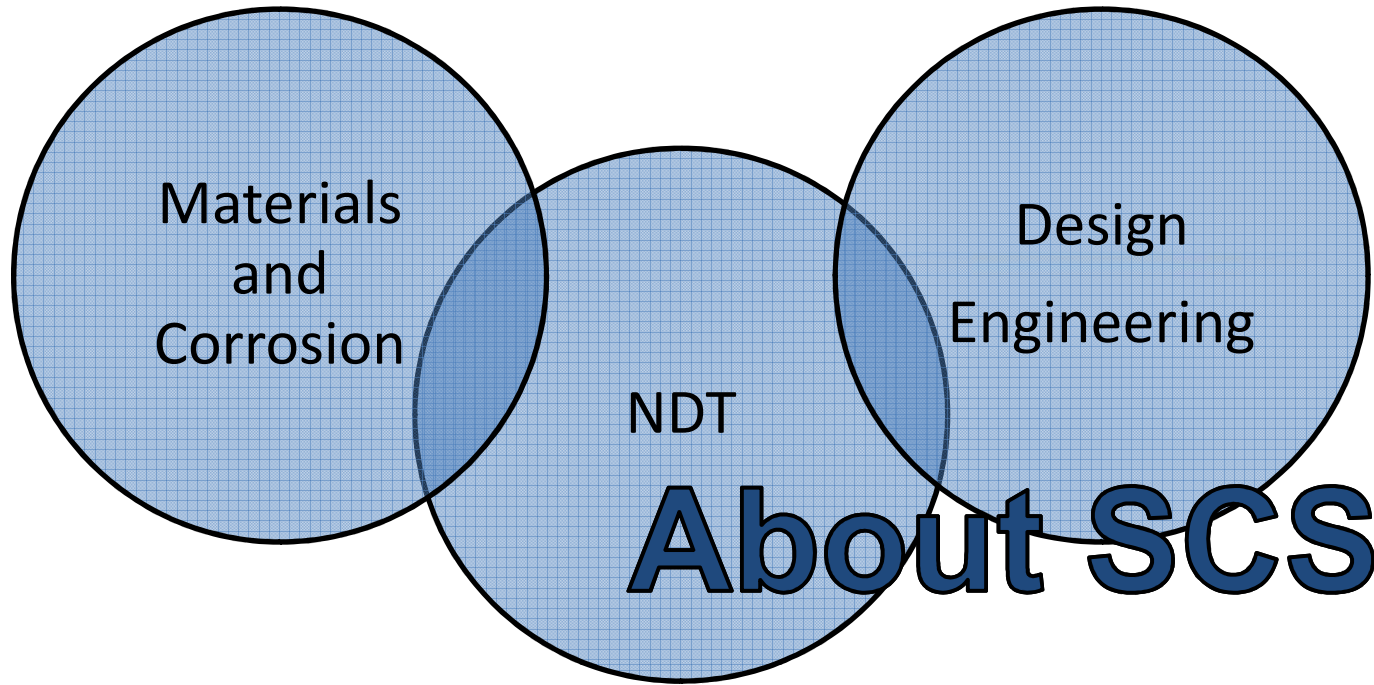 Materials
and
Corrosion
NDT
Design
Engineering
About SCS